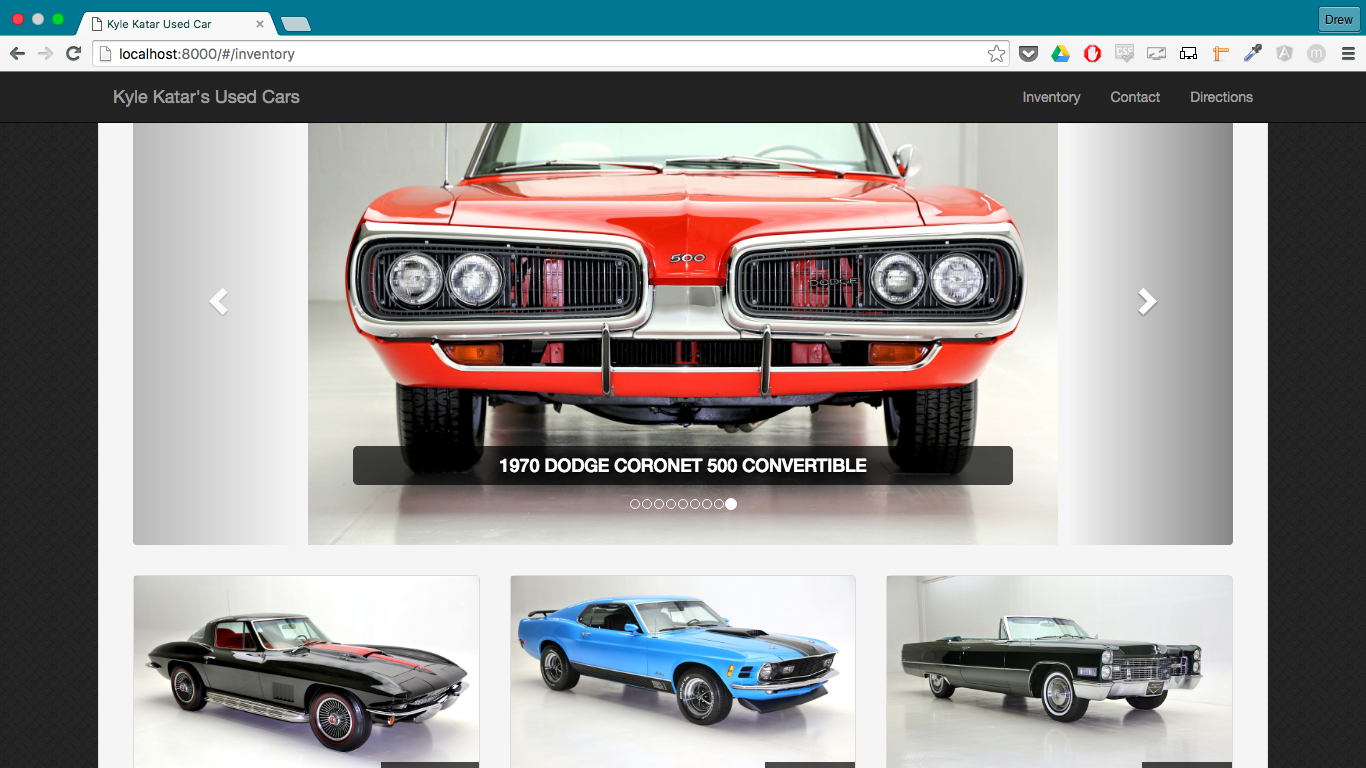 Kyle Katar Used Car
Drew
localhost:8000/#/inventory
Kyle Katar's Used Cars
Inventory
Contact
Directions
500
DODGE
1970 DODGE CORONET 500 CONVERTIBLE